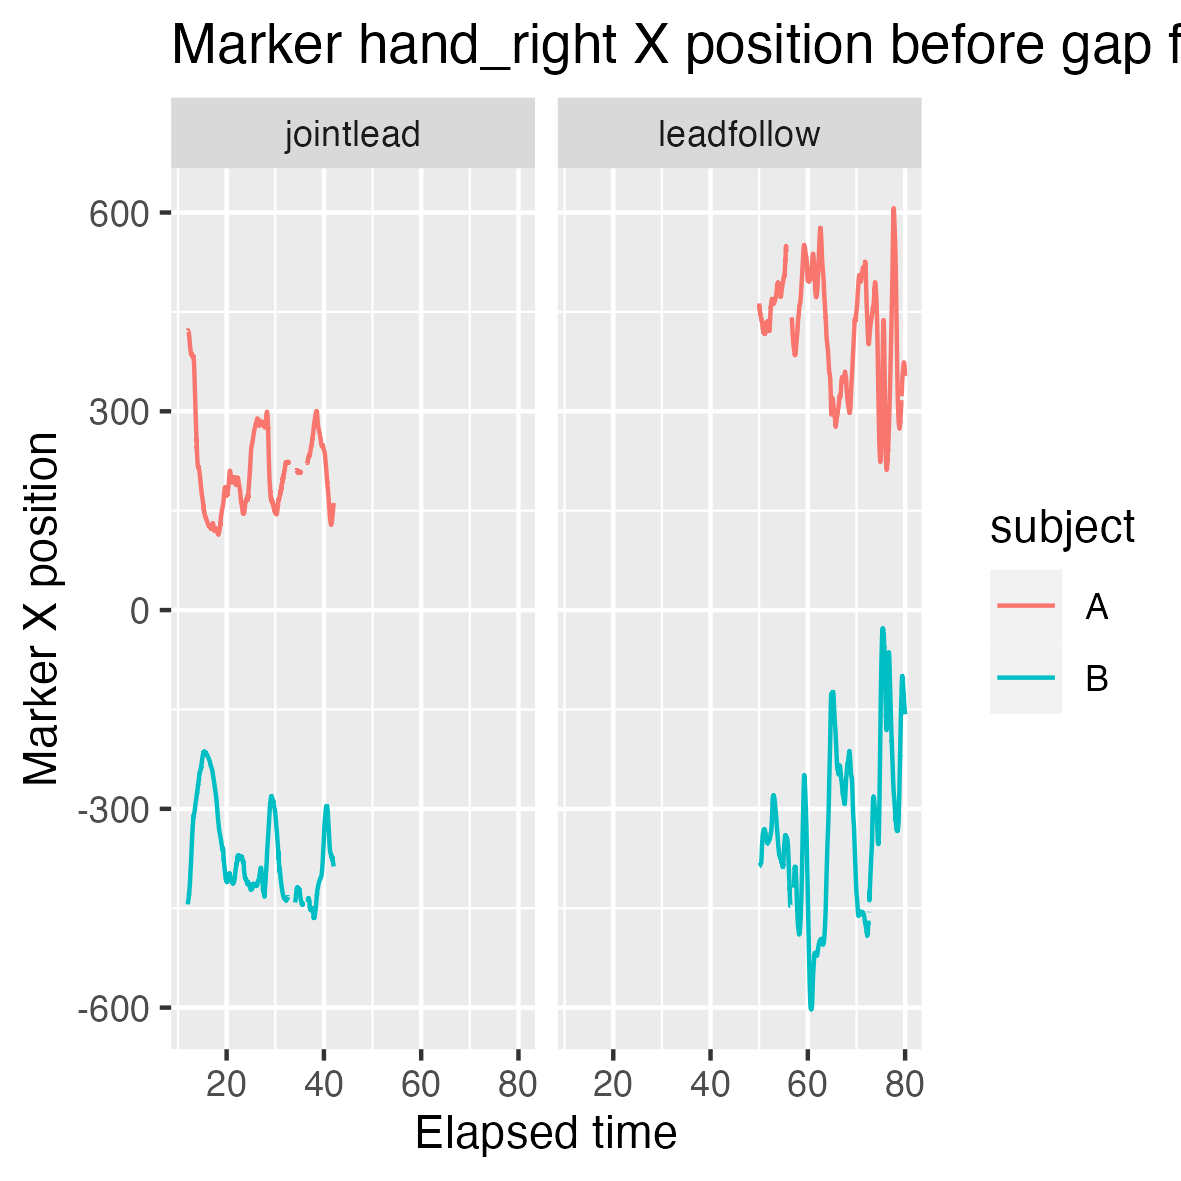 Marker hand_right X position before gap f
jointlead
leadfollow
600
300
0
-300
-600
Marker X position
20
40
60
80
20
40
60
80
Elapsed time
subject
A
B